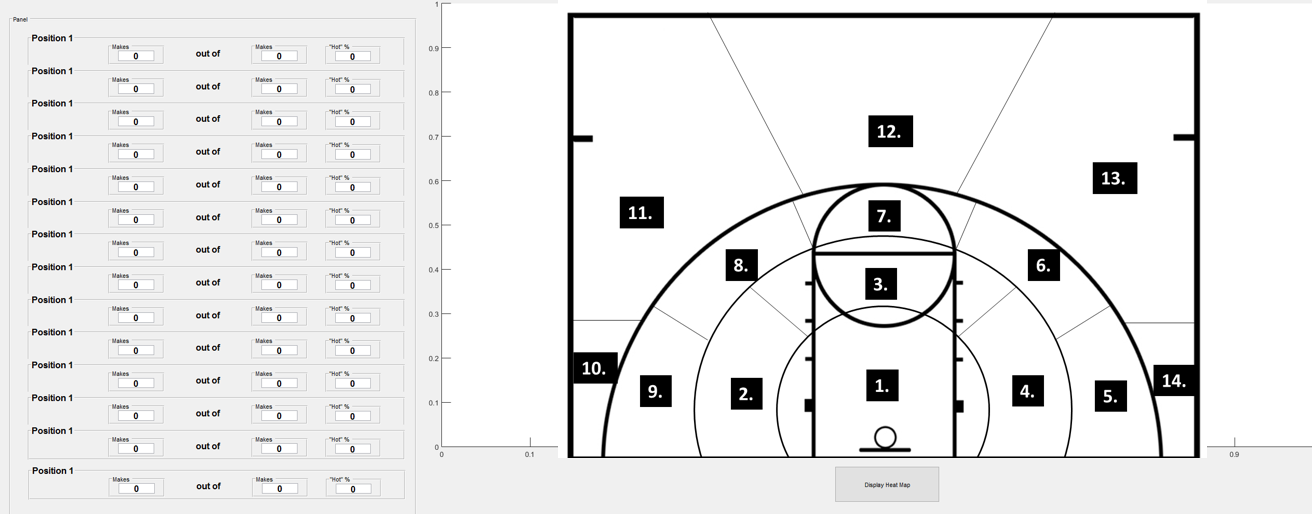 Panel
Position 1
Makes Makes "Hot" %
0 out of 0 0
Position 1
Makes Makes "Hot" %
0 out of 0 0
Position 1
Makes Makes "Hot" %
0 out of 0 0
Position 1
Makes Makes "Hot" %
0 out of 0 0
Position 1
Makes Makes "Hot" %
0 out of 0 0
Position 1
Makes Makes "Hot" %
0 out of 0 0
Position 1
Makes Makes "Hot" %
0 out of 0 0
Position 1
Makes Makes "Hot" %
0 out of 0 0
Position 1
Makes Makes "Hot" %
0 out of 0 0
Position 1
Makes Makes "Hot" %
0 out of 0 0
Position 1
Makes Makes "Hot" %
0 out of 0 0
Position 1
Makes Makes "Hot" %
0 out of 0 0
Position 1
Makes Makes "Hot" %
0 out of 0 0
Position 1
Makes Makes "Hot" %
0 out of 0 0
1
0.9
0.8
0.7
0.6
0.5
0.4
0.3
0.2
0.1
0
0 0.1 0.9
12.
13.
11.
7.
8. 6.
3.
10.
14.
9. 2. 1. 4. 5.
Display Heat Map